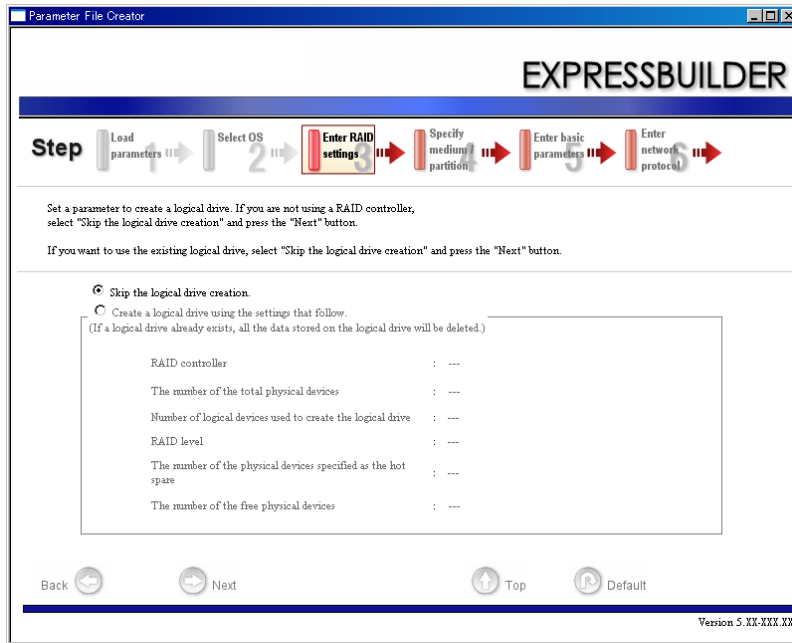 Parameter File Creator
EXPRESSBUILDER
Step
Load
parameters
1
Select OS
2
Enter RAID
settings
3
Specify
medium /
partition
4
Enter basic
parameters
5
Enter
network
protocol
6
Set a parameter to create a logical drive. If you are not using a RAID controller,
select "Skip the logical drive creation" and press the "Next" button.
If you want to use the existing logical drive, select "Skip the logical drive creation" and press the "Next" button.
Skip the logical drive creation.
Create a logical drive using the settings that follow.
(If a logical drive already exists, all the data stored on the logical drive will be deleted.)
RAID controller : ---
The number of the total physical devices : ---
Number of logical devices used to create the logical drive : ---
RAID level : ---
The number of the physical devices specified as the hot
spare : ---
The number of the free physical devices : ---
Back Next Top Default
Version 5.XX-XXX.XX